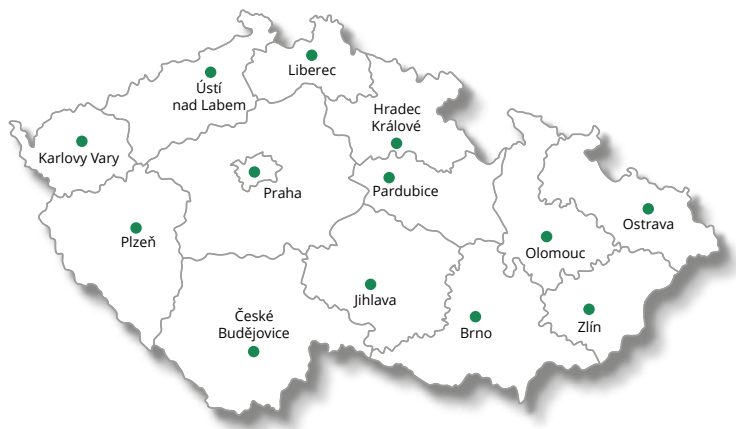 Liberec
Ústí
nad Labem
Hradec
Králové
Karlovy Vary
Praha
Pardubice
Plzeň
Ostrava
Olomouc
Jihlava
České
Budějovice
Brno
Zlín